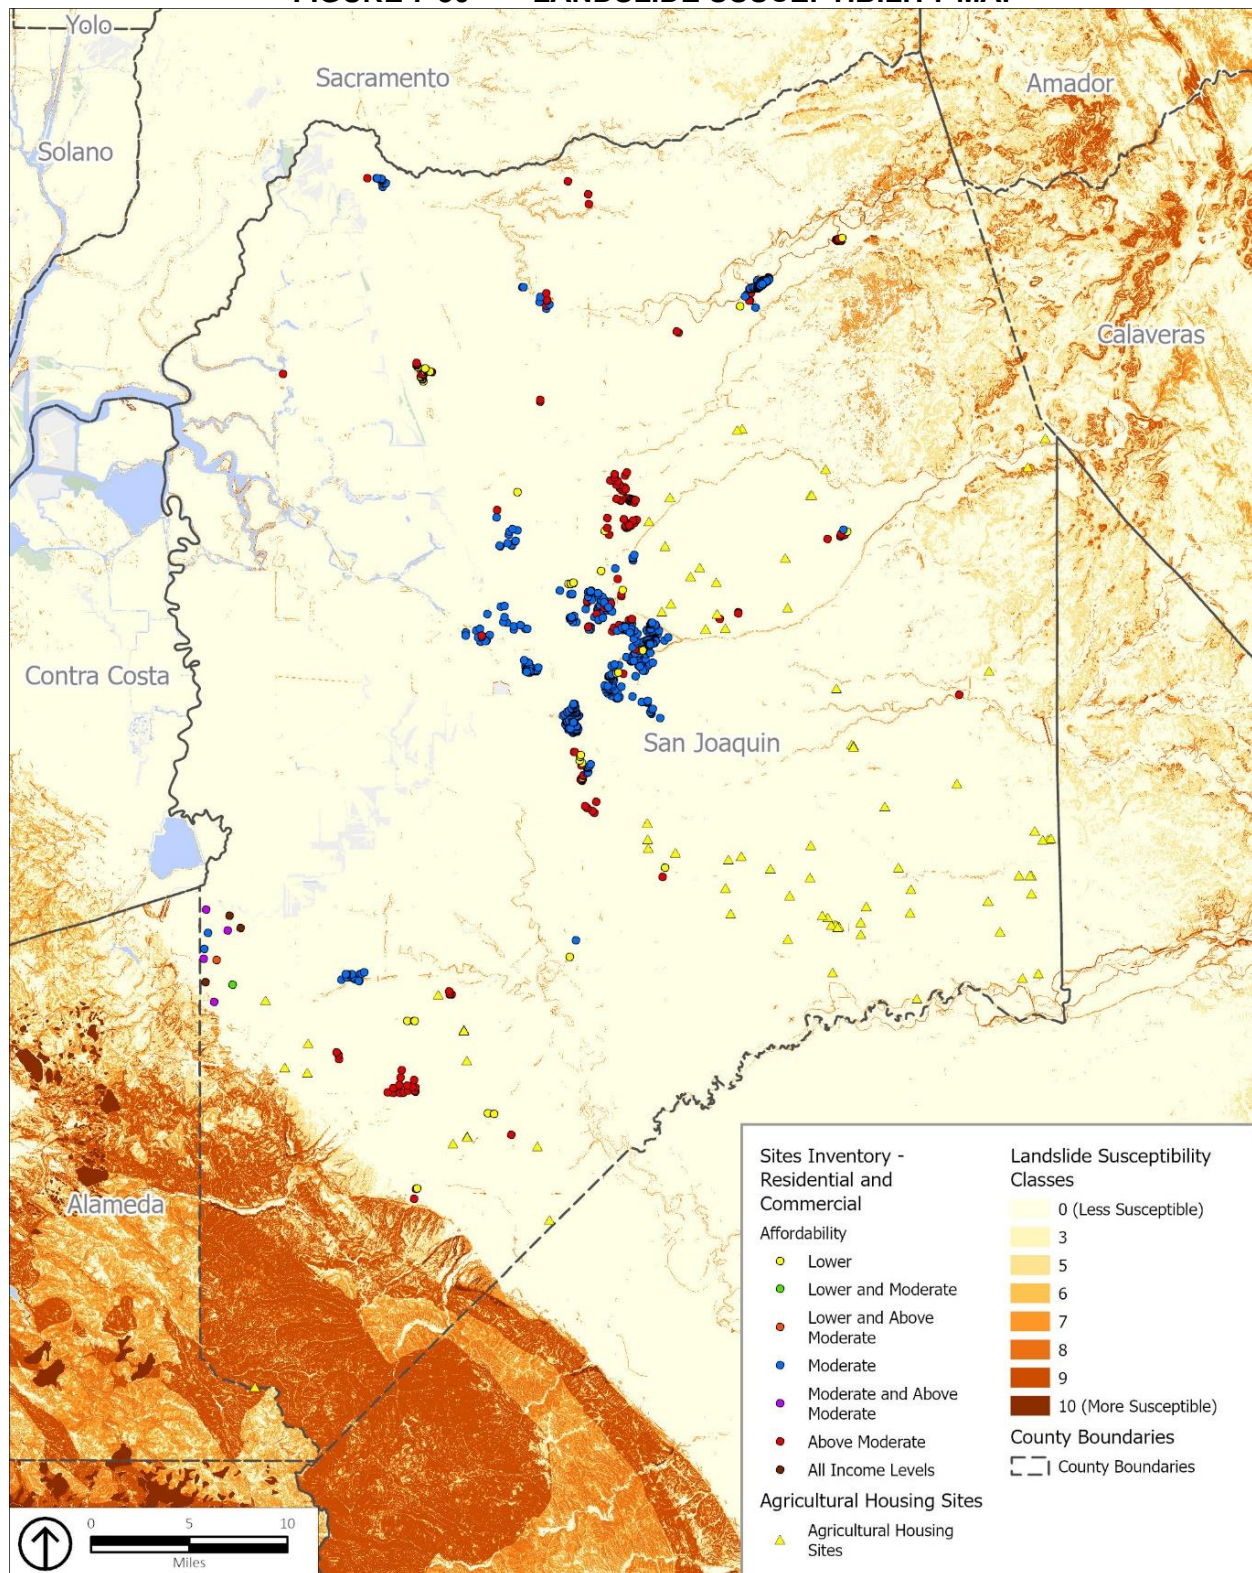 Yolo
Sacramento
Amador
Solano
Calaveras
Contra Costa
San Joaquin
Alameda
Sites Inventory -
Residential and
Commercial
Affordability
Lower
Lower and Moderate
Lower and Above
Moderate
Moderate
Moderate and Above
Moderate
Above Moderate
All Income Levels
Agricultural Housing Sites
Agricultural Housing
Sites
Landslide Susceptibility
Classes
0 (Less Susceptible)
3
5
6
7
8
9
10 (More Susceptible)
County Boundaries
County Boundaries
0 5 10
Miles